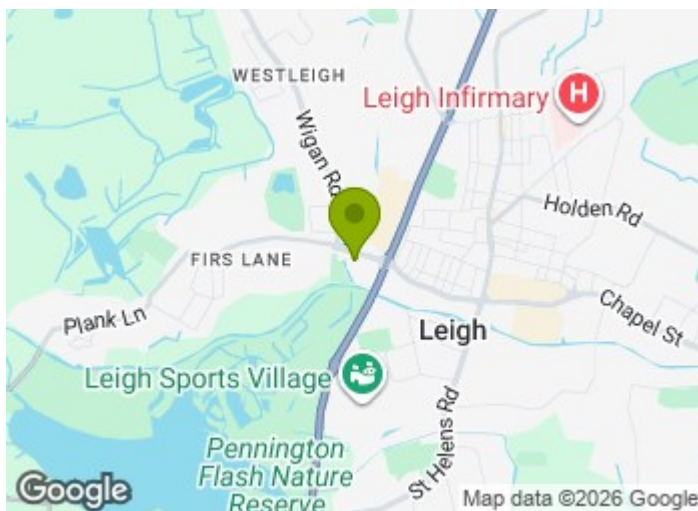 WESTLEIGH
Leigh Infirmary
H
Wigan Rd
Holden Rd
FIRS LANE
Plank Ln
Chapel St
Leigh
Leigh Sports Village
St Helens Rd
Pennington
Flash Nature
Reserve
Google
Map data ©2026 Google